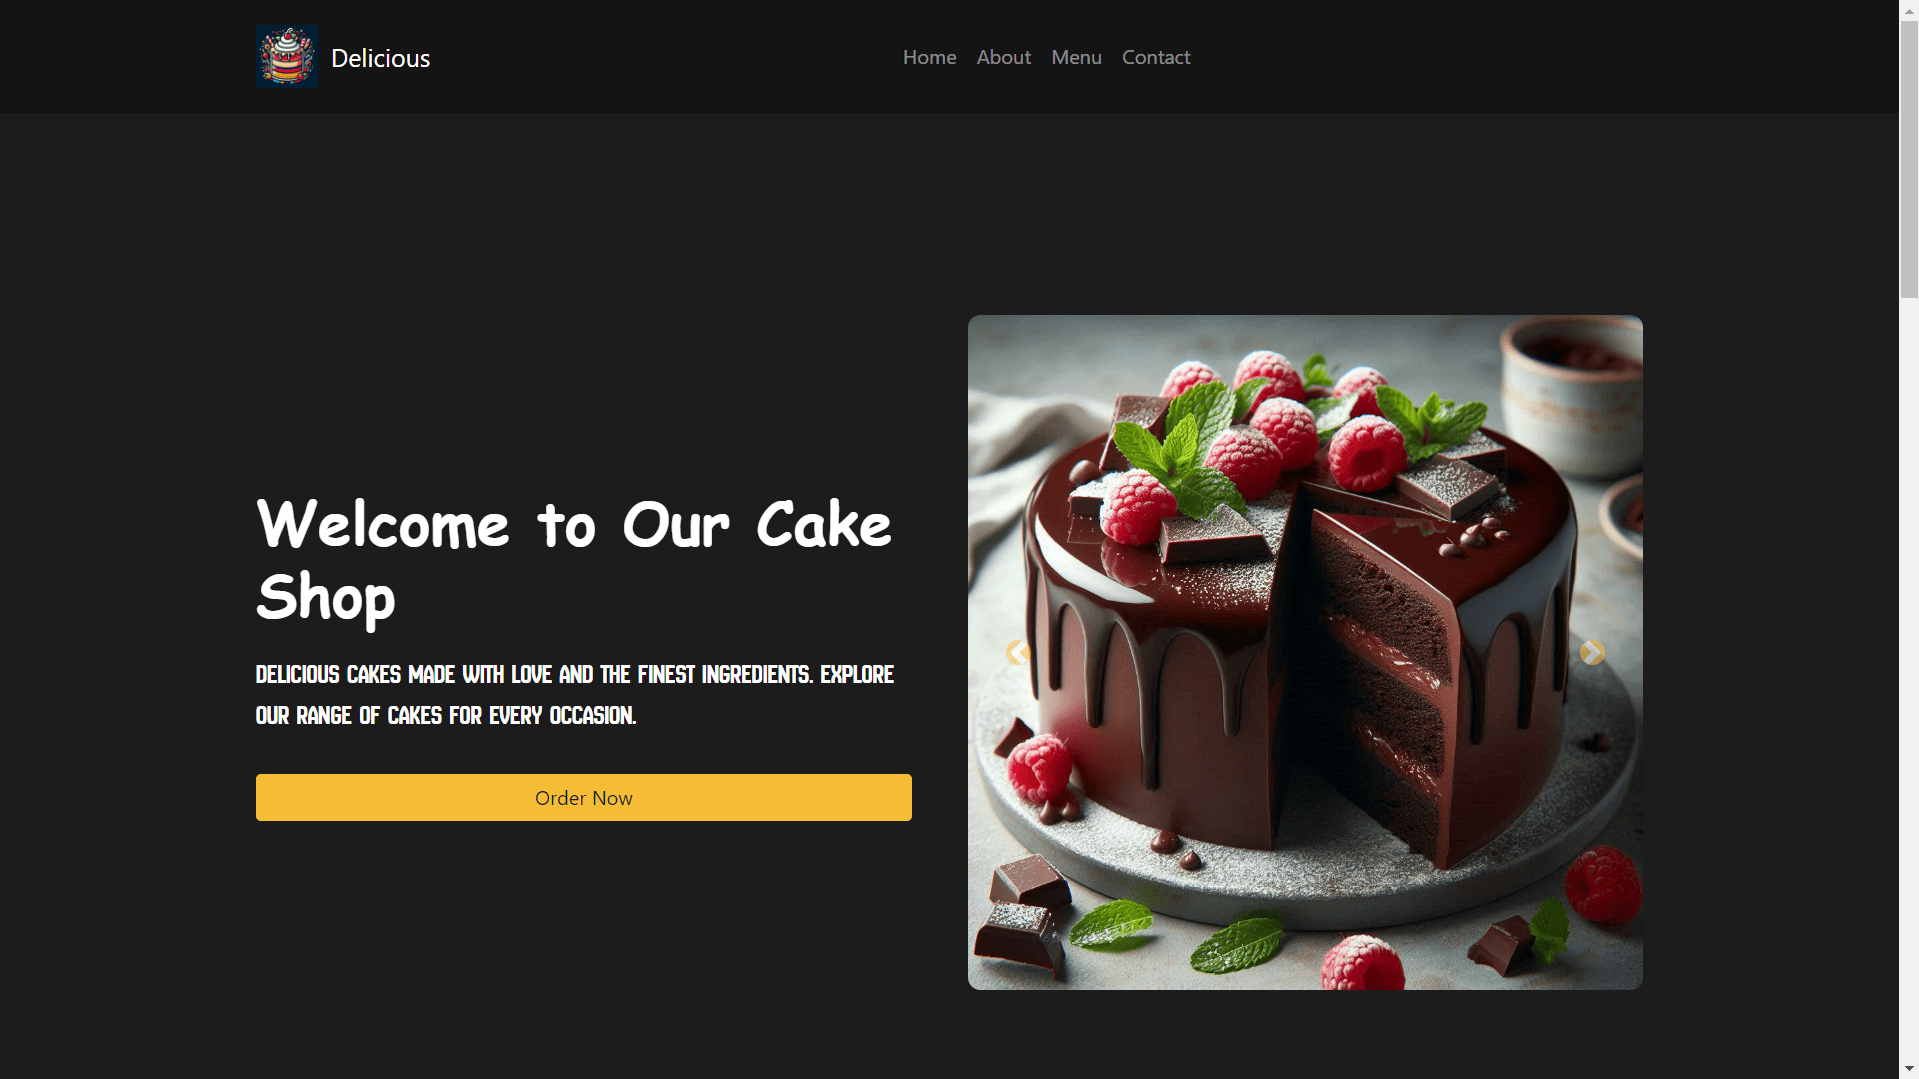 Delicious
Home About Menu Contact
Welcome to Our Cake
Shop
DELICIOUS CAKES MADE WITH LOVE AND THE FINEST INGREDIENTS. EXPLORE
OUR RANGE OF CAKES FOR EVERY OCCASION.
Order Now